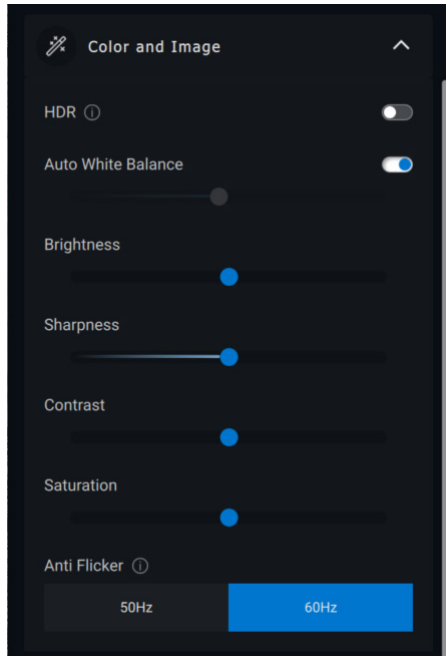 Color and Image
HDR
Auto White Balance
Brightness
Sharpness
Contrast
Saturation
Anti Flicker
50Hz
60Hz